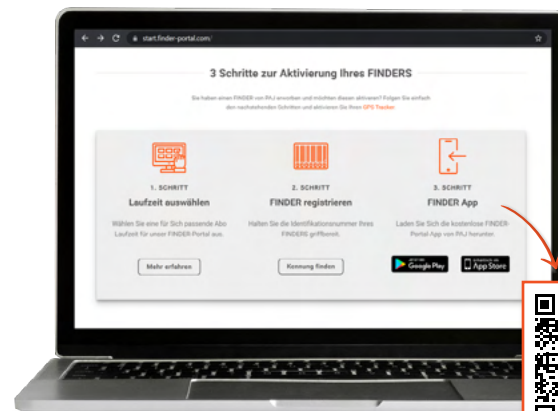 start.finder-portal.com/
3 Schritte zur Aktivierung Ihres FINDERS
Sie haben einen FINDER von PAJ erworben und möchten diesen aktivieren? Folgen Sie einfach
den nachstehenden Schritten und aktivieren Sie Ihren GPS Tracker.
1. SCHRITT
Laufzeit auswählen
Wählen Sie eine für Sich passende Abo
Laufzeit für unser FINDER-Portal aus.
Mehr erfahren
2. SCHRITT
FINDER registrieren
Halten Sie die Identifikationsnummer Ihres
FINDERS griffbereit.
Kennung finden
3. SCHRITT
FINDER App
Laden Sie Sich die kostenlose FINDER-
Portal App von PAJ herunter.
Google Play
App Store